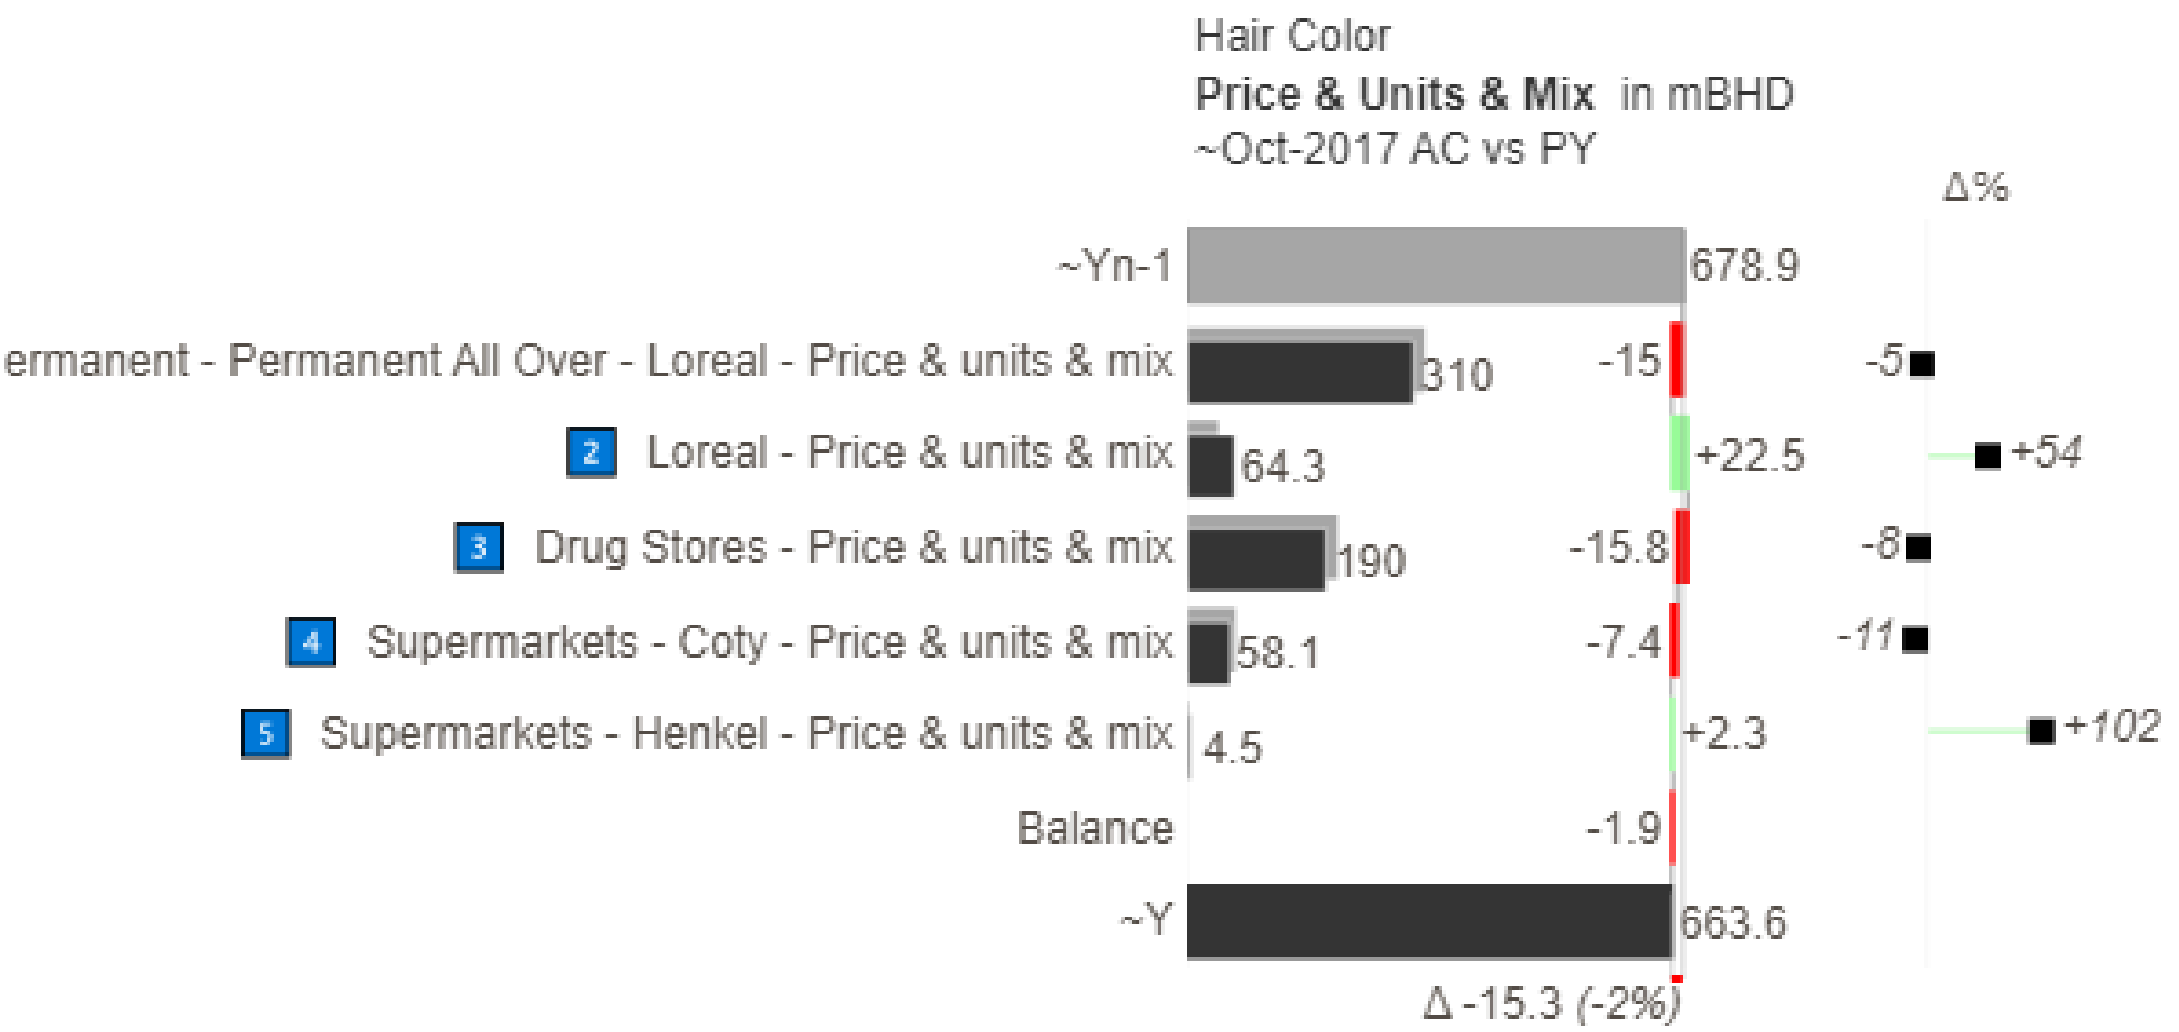 Hair Color
Price & Units & Mix in mBHD
~Oct-2017 AC vs PY
Δ%
~Yn-1 678.9
ermanent - Permanent All Over - Loreal - Price & units & mix 310 -15 -5
2 Loreal - Price & units & mix 64.3 +22.5 +54
3 Drug Stores - Price & units & mix 190 -15.8 -8
4 Supermarkets - Coty - Price & units & mix 58.1 -7.4 -11
5 Supermarkets - Henkel - Price & units & mix 4.5 +2.3 +102
Balance -1.9
~Y 663.6
Δ -15.3 (-2%)